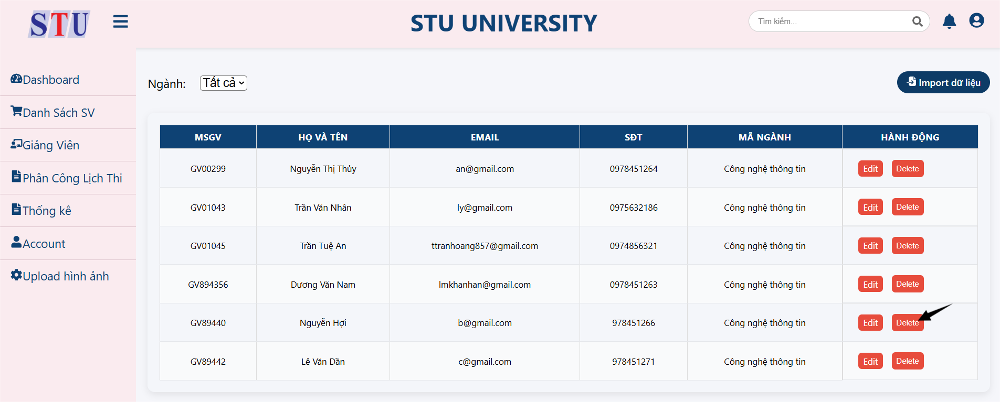 STU
STU UNIVERSITY
Tìm kiếm...
Dashboard
Danh Sách SV
Giảng Viên
Phân Công Lịch Thi
Thống kê
Account
Upload hình ảnh
Ngành: Tất cả
Import dữ liệu
MSGV HỌ VÀ TÊN EMAIL SĐT MÃ NGÀNH HÀNH ĐỘNG
GV00299 Nguyễn Thị Thủy an@gmail.com 0978451264 Công nghệ thông tin Edit Delete
GV01043 Trần Văn Nhân ly@gmail.com 0975632186 Công nghệ thông tin Edit Delete
GV01045 Trần Tuệ An ttranhoang857@gmail.com 0974856321 Công nghệ thông tin Edit Delete
GV894356 Dương Văn Nam lmkhanhan@gmail.com 0978451263 Công nghệ thông tin Edit Delete
GV89440 Nguyễn Hợi b@gmail.com 978451266 Công nghệ thông tin Edit Delete
GV89442 Lê Văn Dần c@gmail.com 978451271 Công nghệ thông tin Edit Delete